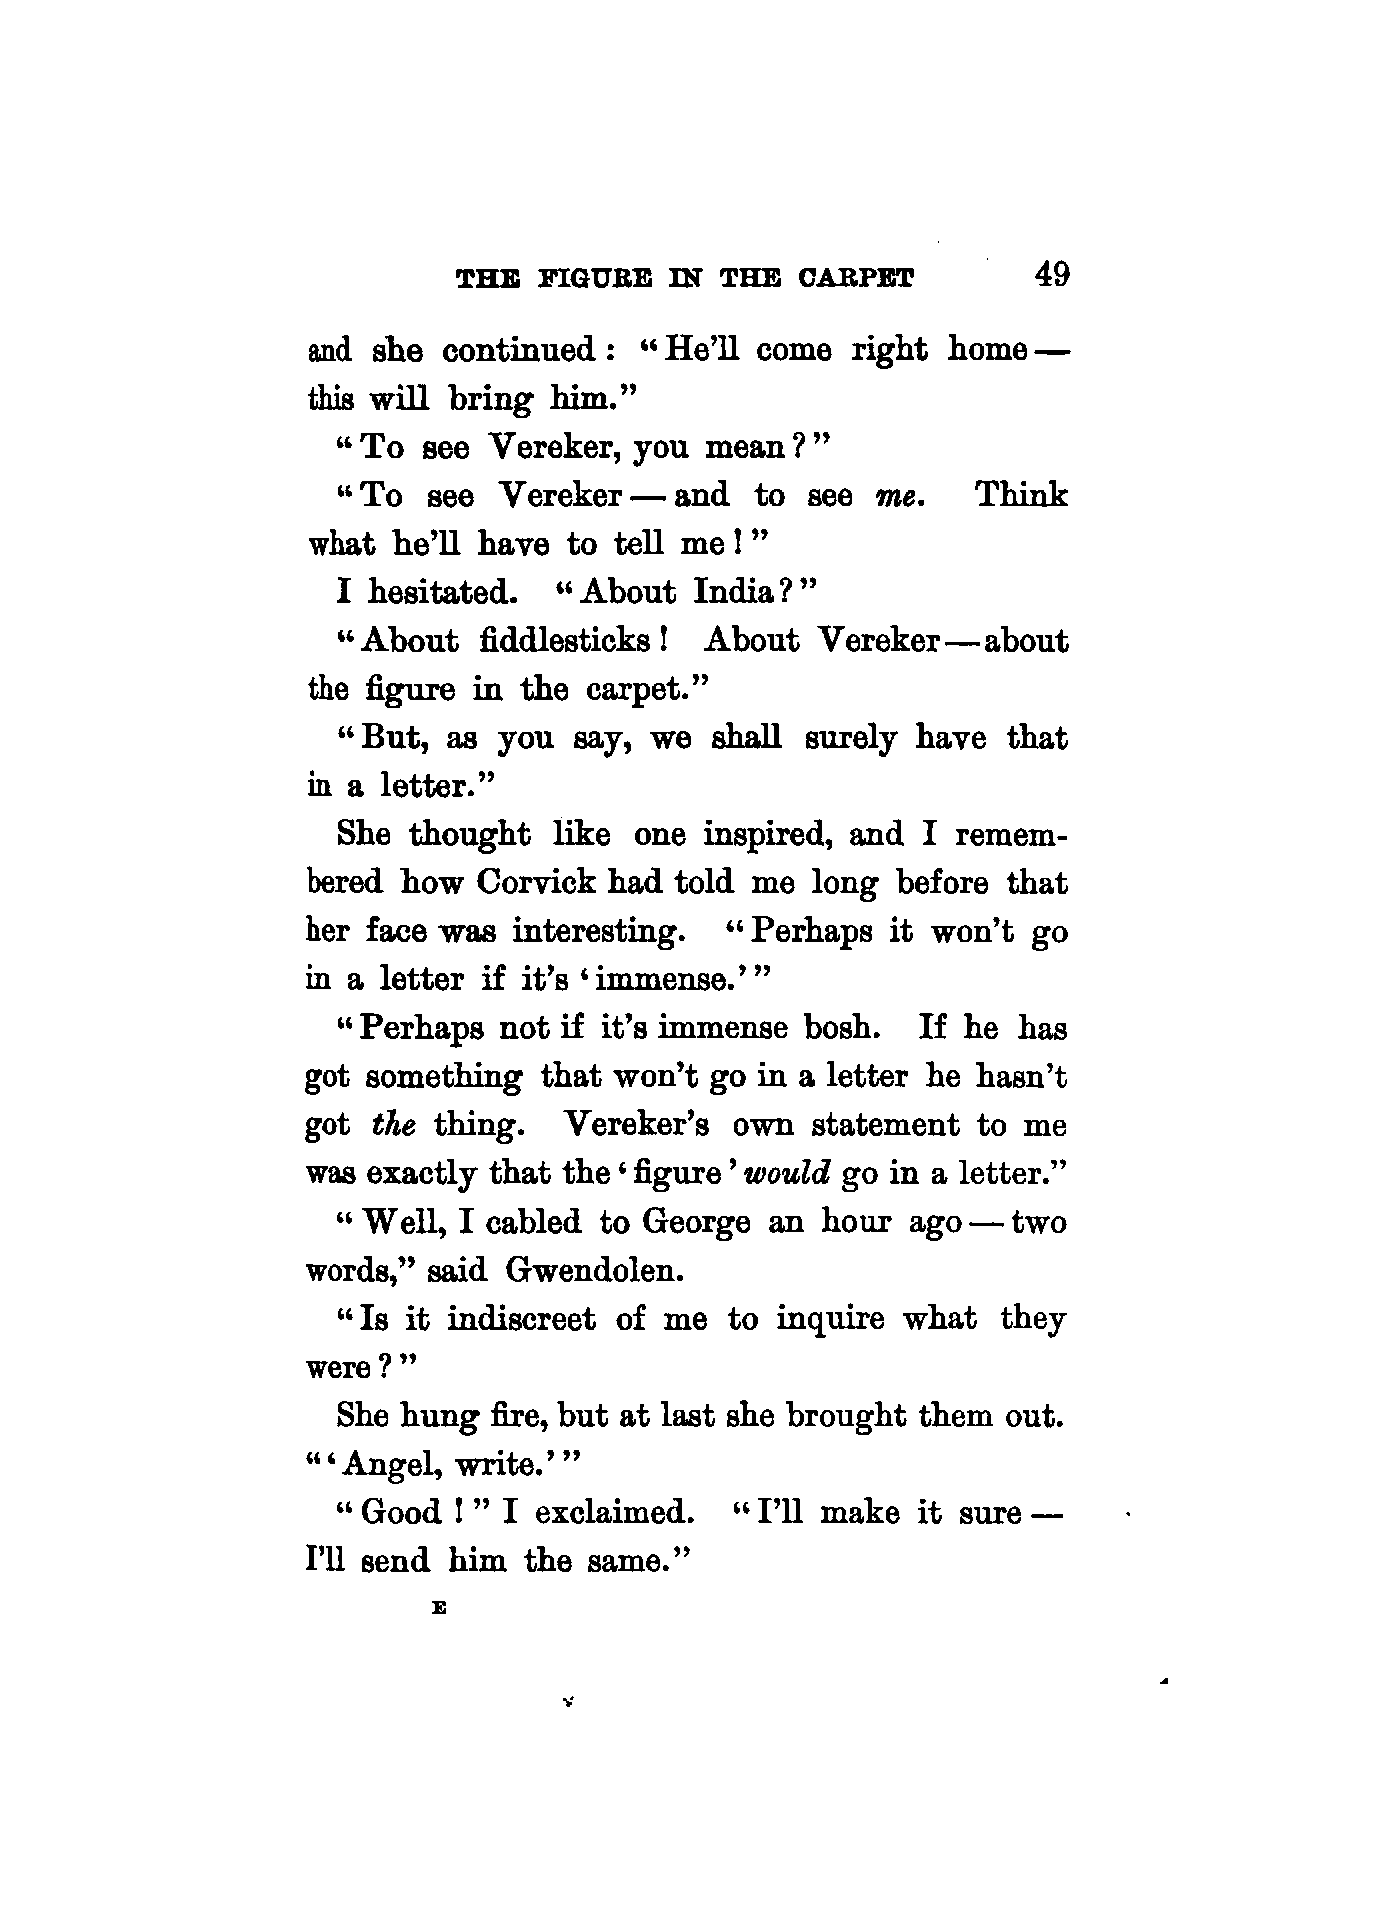 THE FIGURE IN THE CARPET 49
and she continued: “He’ll come right home—
this will bring him.”
“To see Vereker, you mean?”
“To see Vereker—and to see me. Think
what he’ll have to tell me!”
I hesitated. “About India?”
“About fiddlesticks! About Vereker—about
the figure in the carpet.”
“But, as you say, we shall surely have that
in a letter.”
She thought like one inspired, and I remem-
bered how Corvick had told me long before that
her face was interesting. “Perhaps it won’t go
in a letter if it’s ‘immense.’”
“Perhaps not if it’s immense bosh. If he has
got something that won’t go in a letter he hasn’t
got the thing. Vereker’s own statement to me
was exactly that the ‘figure’ would go in a letter.”
“Well, I cabled to George an hour ago—two
words,” said Gwendolen.
“Is it indiscreet of me to inquire what they
were?”
She hung fire, but at last she brought them out.
“‘Angel, write.’”
“Good!” I exclaimed. “I’ll make it sure—
I’ll send him the same.”
E